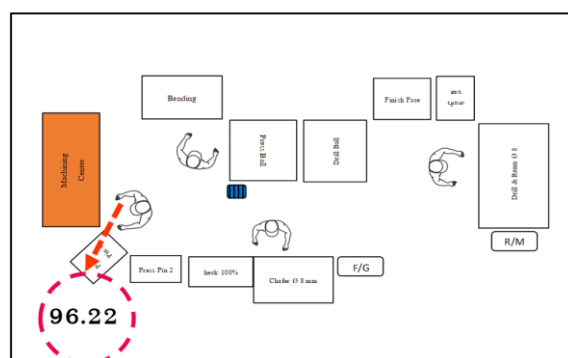 Bending
Finish Face
Press Ball
Drill Ball
Machining
Center
Drill & Ream Ø 8
R/M
Press Pin 2
heck 100%
Chafer Ø 8 mm
F/G
96.22